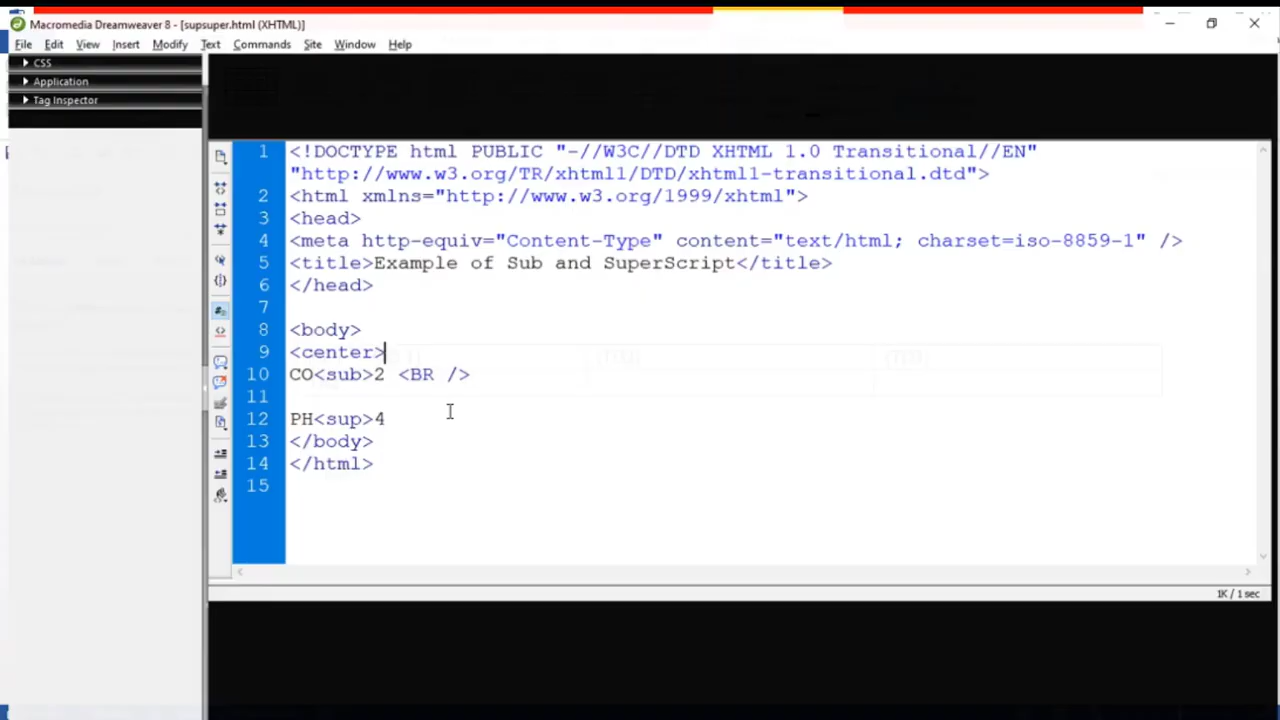 Macromedia Dreamweaver 8 - [supsuper.html (XHTML)]
File Edit View Insert Modify Text Commands Site Window Help
CSS
Application
Tag Inspector
1 <!DOCTYPE html PUBLIC "-//W3C//DTD XHTML 1.0 Transitional//EN"
"http://www.w3.org/TR/xhtml1/DTD/xhtml1-transitional.dtd">
2 <html xmlns="http://www.w3.org/1999/xhtml">
3 <head>
4 <meta http-equiv="Content-Type" content="text/html; charset=iso-8859-1" />
5 <title>Example of Sub and SuperScript</title>
6 </head>
7
8 <body>
9 <center>
10 CO<sub>2 <BR />
11
12 PH<sup>4
13 </body>
14 </html>
15
1K / 1 sec